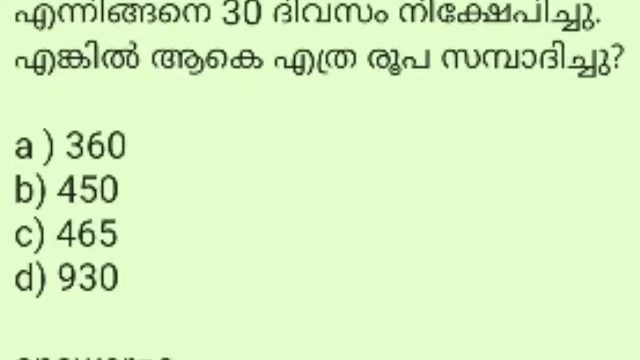 എന്നിങ്ങനെ 30 ദിവസം നിക്ഷേപിച്ചു.
എങ്കിൽ ആകെ എത്ര രൂപ സമ്പാദിച്ചു?
a ) 360
b) 450
c) 465
d) 930